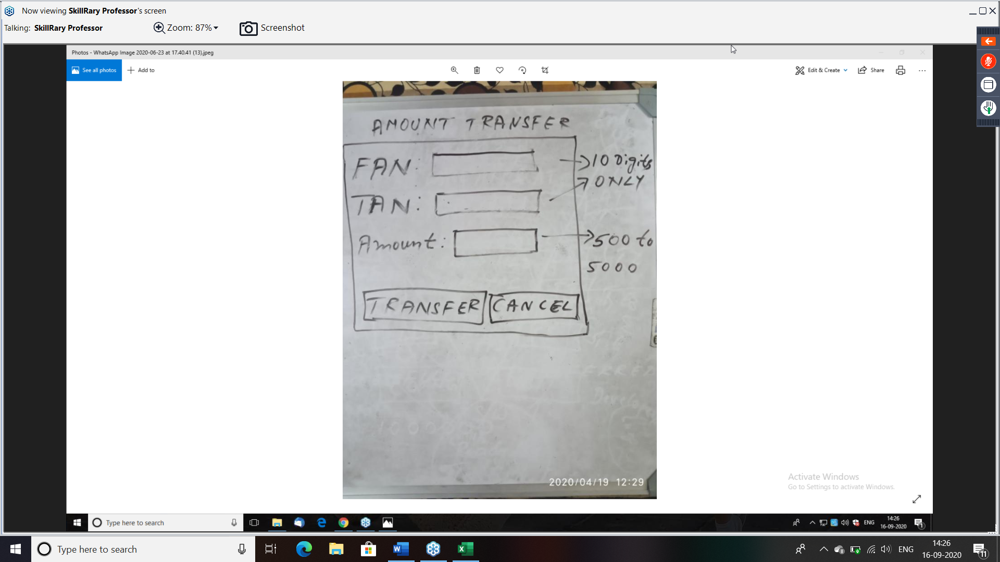 Now viewing SkillRary Professor's screen
Talking: SkillRary Professor
Zoom: 87%
Screenshot
Photos - WhatsApp Image 2020-06-23 at 17.40.41 (13).jpeg
See all photos
Add to
Edit & Create
Share
AMOUNT TRANSFER
FAN:
10 Digits
ONLY
TAN:
Amount:
500 to
5000
TRANSFER
CANCEL
2020/04/19 12:29
Activate Windows
Go to Settings to activate Windows.
Type here to search
ENG
14:26
16-09-2020
1
Type here to search
ENG
14:26
16-09-2020
11